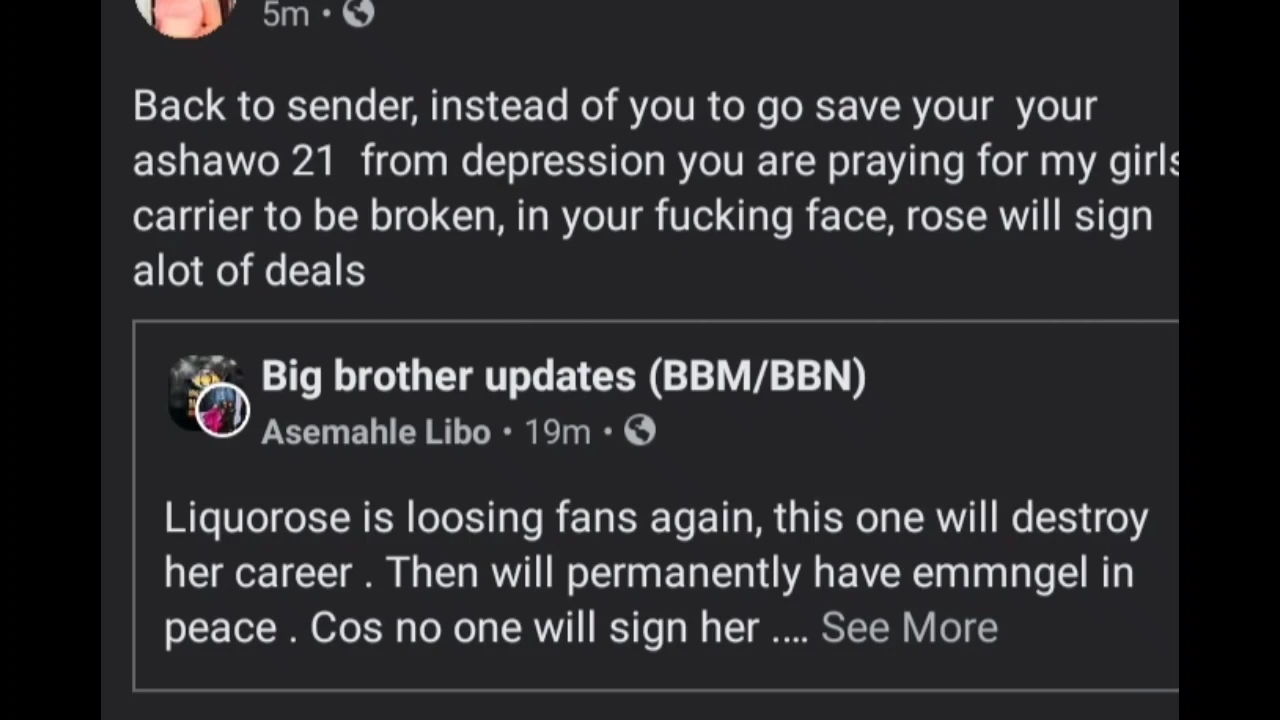 5m •
Back to sender, instead of you to go save your your
ashawo 21 from depression you are praying for my girls
carrier to be broken, in your fucking face, rose will sign
alot of deals
Big brother updates (BBM/BBN)
Asemahle Libo • 19m •
Liquorose is loosing fans again, this one will destroy
her career . Then will permanently have emmngel in
peace . Cos no one will sign her .... See More